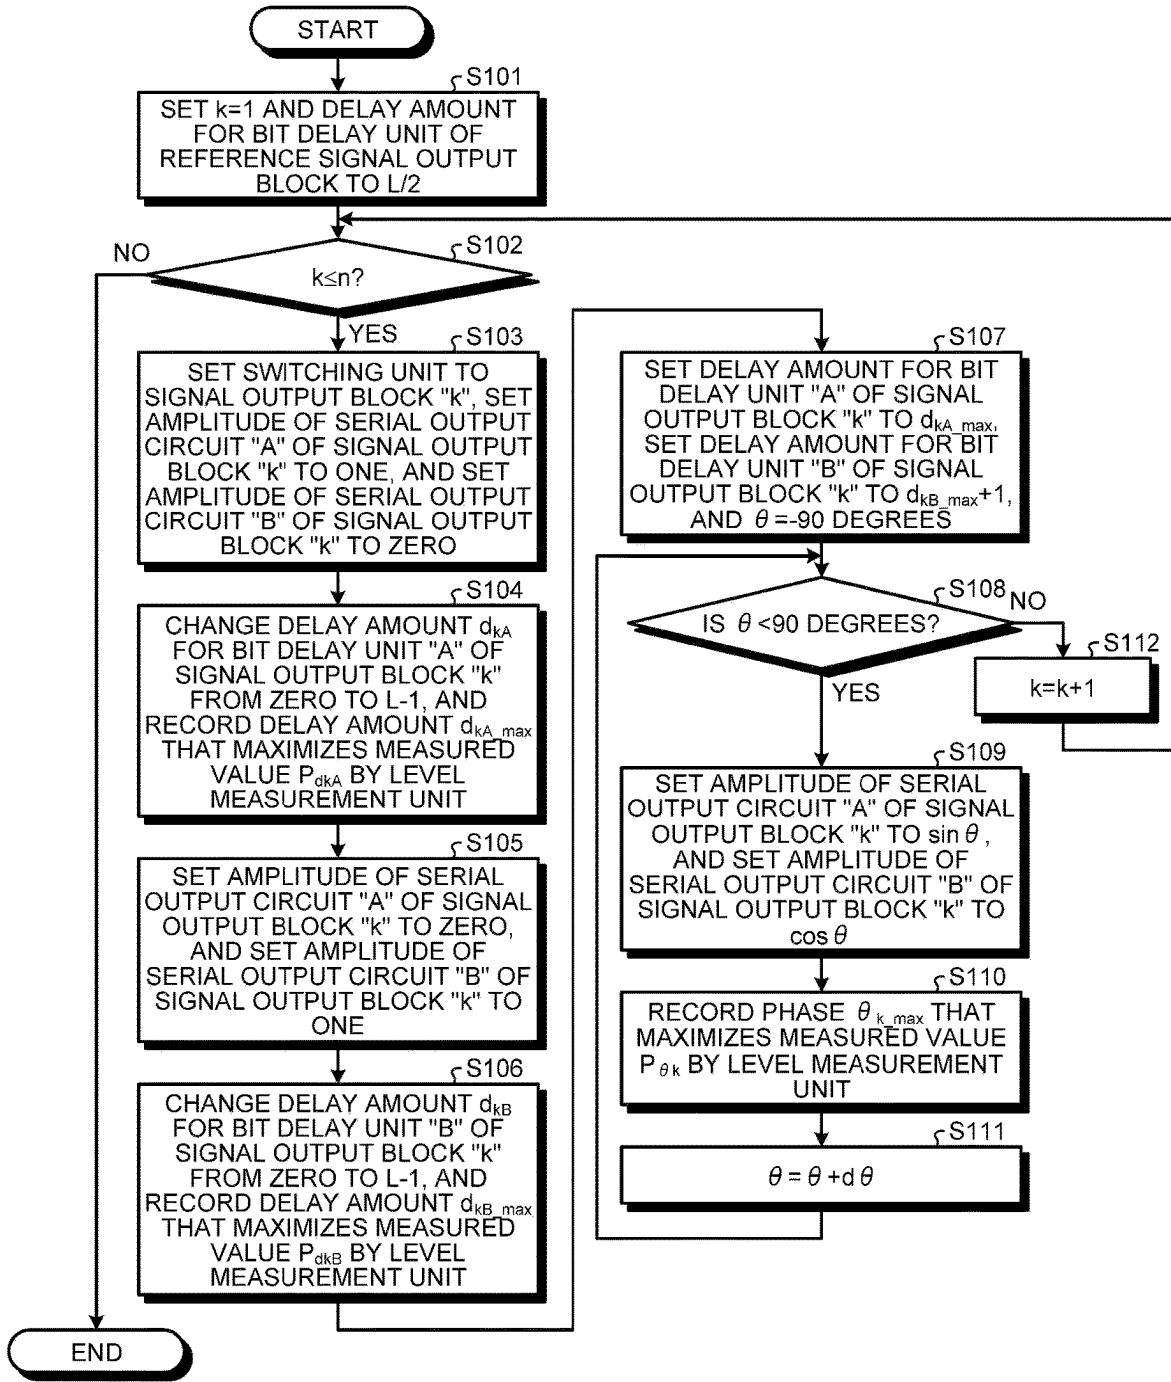 START
S101
SET k=1 AND DELAY AMOUNT
FOR BIT DELAY UNIT OF
REFERENCE SIGNAL OUTPUT
BLOCK TO L/2
S102
NO
k≤n?
YES
S103
SET SWITCHING UNIT TO
SIGNAL OUTPUT BLOCK "k", SET
AMPLITUDE OF SERIAL OUTPUT
CIRCUIT "A" OF SIGNAL OUTPUT
BLOCK "k" TO ONE, AND SET
AMPLITUDE OF SERIAL OUTPUT
CIRCUIT "B" OF SIGNAL OUTPUT
BLOCK "k" TO ZERO
S104
CHANGE DELAY AMOUNT dkA
FOR BIT DELAY UNIT "A" OF
SIGNAL OUTPUT BLOCK "k"
FROM ZERO TO L-1, AND
RECORD DELAY AMOUNT dkA_max
THAT MAXIMIZES MEASURED
VALUE PdkA BY LEVEL
MEASUREMENT UNIT
S105
SET AMPLITUDE OF SERIAL
OUTPUT CIRCUIT "A" OF SIGNAL
OUTPUT BLOCK "k" TO ZERO,
AND SET AMPLITUDE OF
SERIAL OUTPUT CIRCUIT "B" OF
SIGNAL OUTPUT BLOCK "k" TO
ONE
S106
CHANGE DELAY AMOUNT dkB
FOR BIT DELAY UNIT "B" OF
SIGNAL OUTPUT BLOCK "k"
FROM ZERO TO L-1, AND
RECORD DELAY AMOUNT dkB_max
THAT MAXIMIZES MEASURED
VALUE PdkB BY LEVEL
MEASUREMENT UNIT
END
S107
SET DELAY AMOUNT FOR BIT
DELAY UNIT "A" OF SIGNAL
OUTPUT BLOCK "k" TO dkA_max,
SET DELAY AMOUNT FOR BIT
DELAY UNIT "B" OF SIGNAL
OUTPUT BLOCK "k" TO dkB_max+1,
AND θ=-90 DEGREES
S108
IS θ<90 DEGREES?
NO
YES
S112
k=k+1
S109
SET AMPLITUDE OF SERIAL
OUTPUT CIRCUIT "A" OF SIGNAL
OUTPUT BLOCK "k" TO sin θ,
AND SET AMPLITUDE OF
SERIAL OUTPUT CIRCUIT "B" OF
SIGNAL OUTPUT BLOCK "k" TO
cos θ
S110
RECORD PHASE θk_max THAT
MAXIMIZES MEASURED VALUE
Pθk BY LEVEL MEASUREMENT
UNIT
S111
θ=θ+dθ